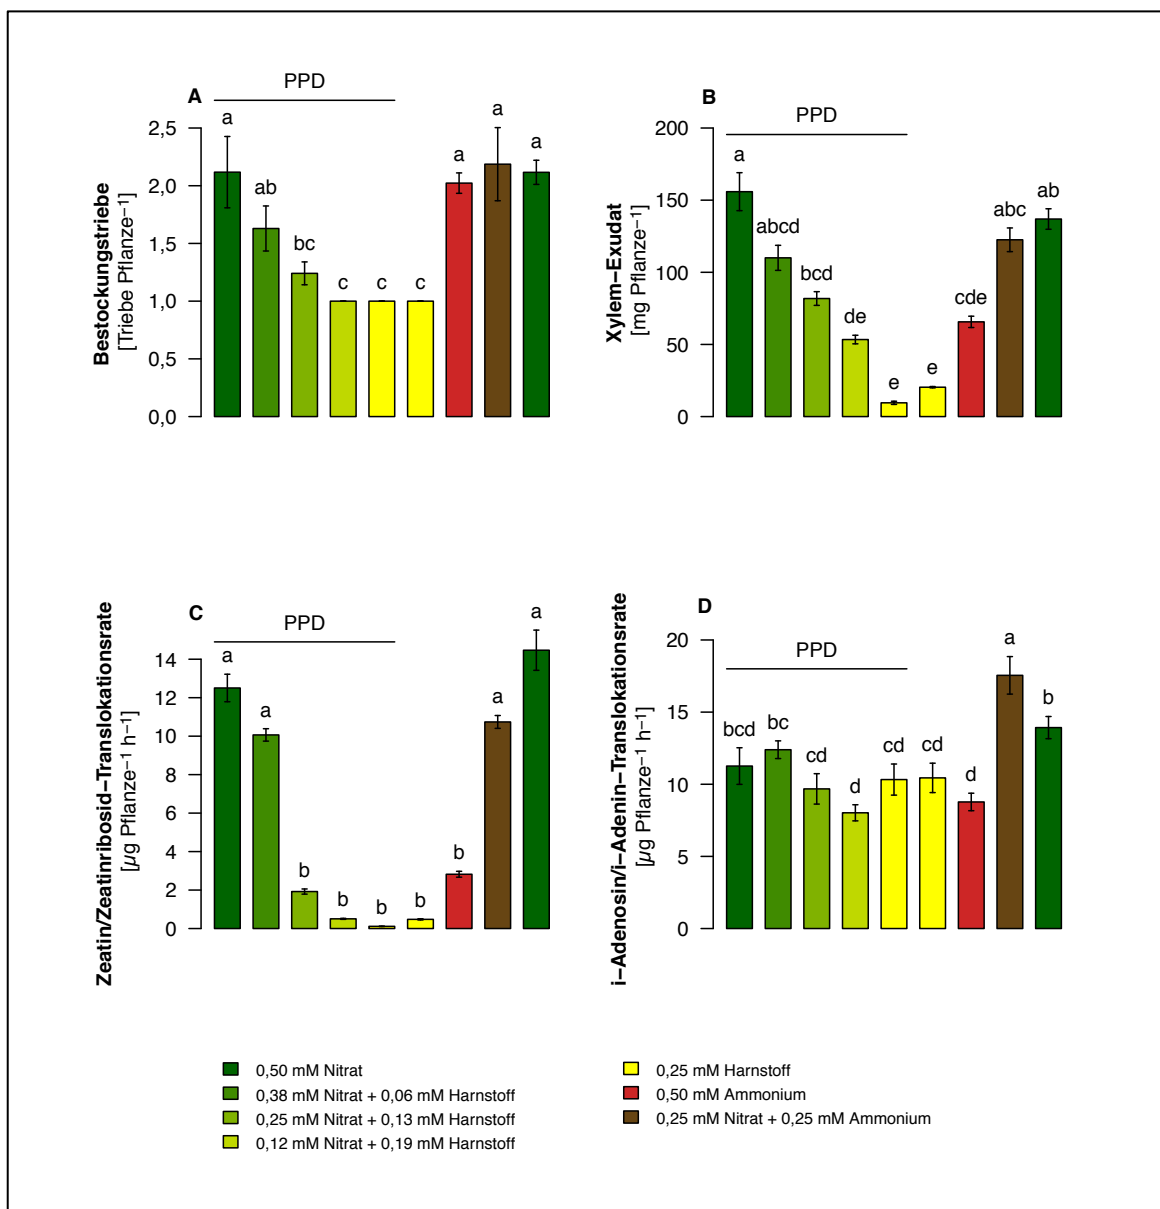 A
PPD
Bestockungstriebe
[Triebe Pflanze−1]
2,5
2,0
1,5
1,0
0,5
0,0
a
ab
bc
c
c
c
a
a
a
B
PPD
Xylem−Exudat
[mg Pflanze−1]
200
150
100
50
0
a
abcd
bcd
de
e
e
cde
abc
ab
C
PPD
Zeatin/Zeatinribosid−Translokationsrate
[µg Pflanze−1 h−1]
14
12
10
8
6
4
2
0
a
a
b
b
b
b
b
a
a
D
PPD
i−Adenosin/i−Adenin−Translokationsrate
[µg Pflanze−1 h−1]
20
15
10
5
0
bcd
bc
cd
d
cd
cd
d
a
b
0,50 mM Nitrat
0,38 mM Nitrat + 0,06 mM Harnstoff
0,25 mM Nitrat + 0,13 mM Harnstoff
0,12 mM Nitrat + 0,19 mM Harnstoff
0,25 mM Harnstoff
0,50 mM Ammonium
0,25 mM Nitrat + 0,25 mM Ammonium